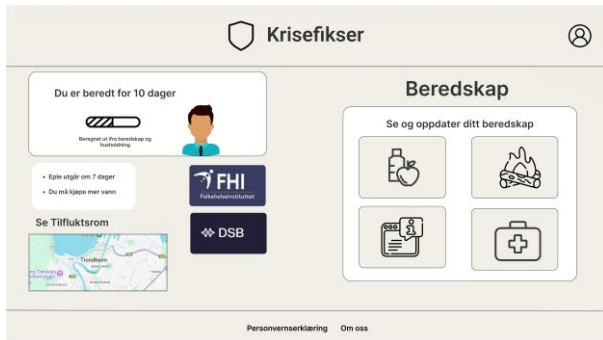 Krisefikser
Du er beredt for 10 dager
Beregnet ut ifra beredskap og
husholdning
• Eple utgår om 7 dager
• Du må kjøpe mer vann
FHI
Folkehelseinstituttet
DSB
Se Tilfluktsrom
Trondheim
Beredskap
Se og oppdater ditt beredskap
Personvernserklæring Om oss